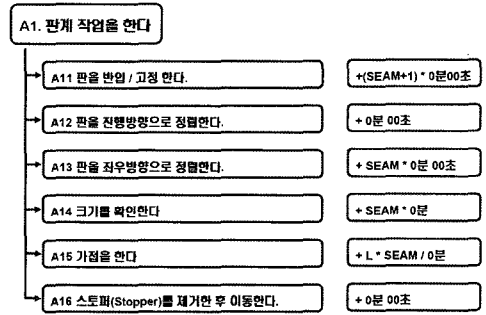 A1. 판계 작업을 한다
A11 판을 반입 / 고정 한다.
+(SEAM+1) * 0분00초
A12 판을 진행방향으로 정렬한다.
+ 0분 00초
A13 판을 좌우방향으로 정렬한다.
+ SEAM * 0분 00초
A14 크기를 확인한다
+ SEAM * 0분
A15 가접을 한다
+ L * SEAM / 0분
A16 스토퍼(Stopper)를 제거한 후 이동한다.
+ 0분 00초